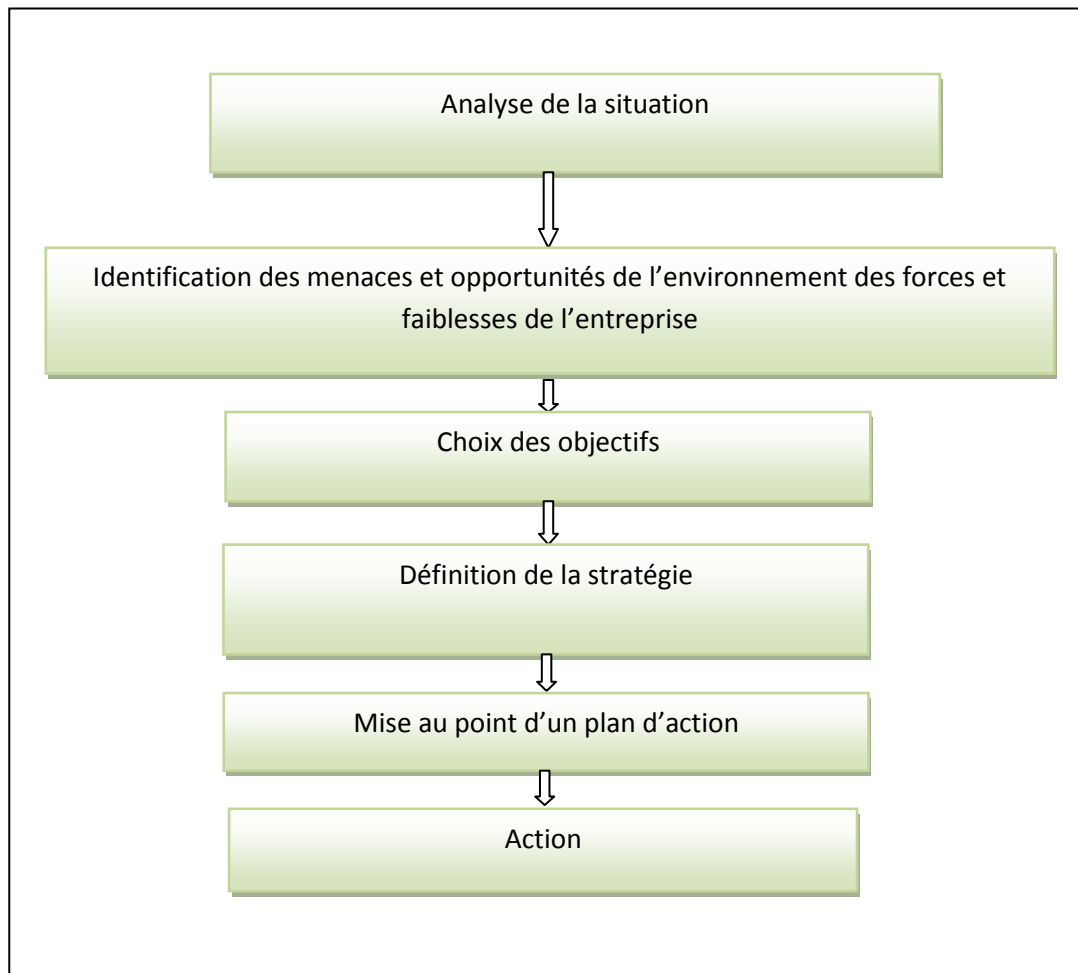 Analyse de la situation
Identification des menaces et opportunités de l’environnement des forces et
faiblesses de l’entreprise
Choix des objectifs
Définition de la stratégie
Mise au point d’un plan d’action
Action